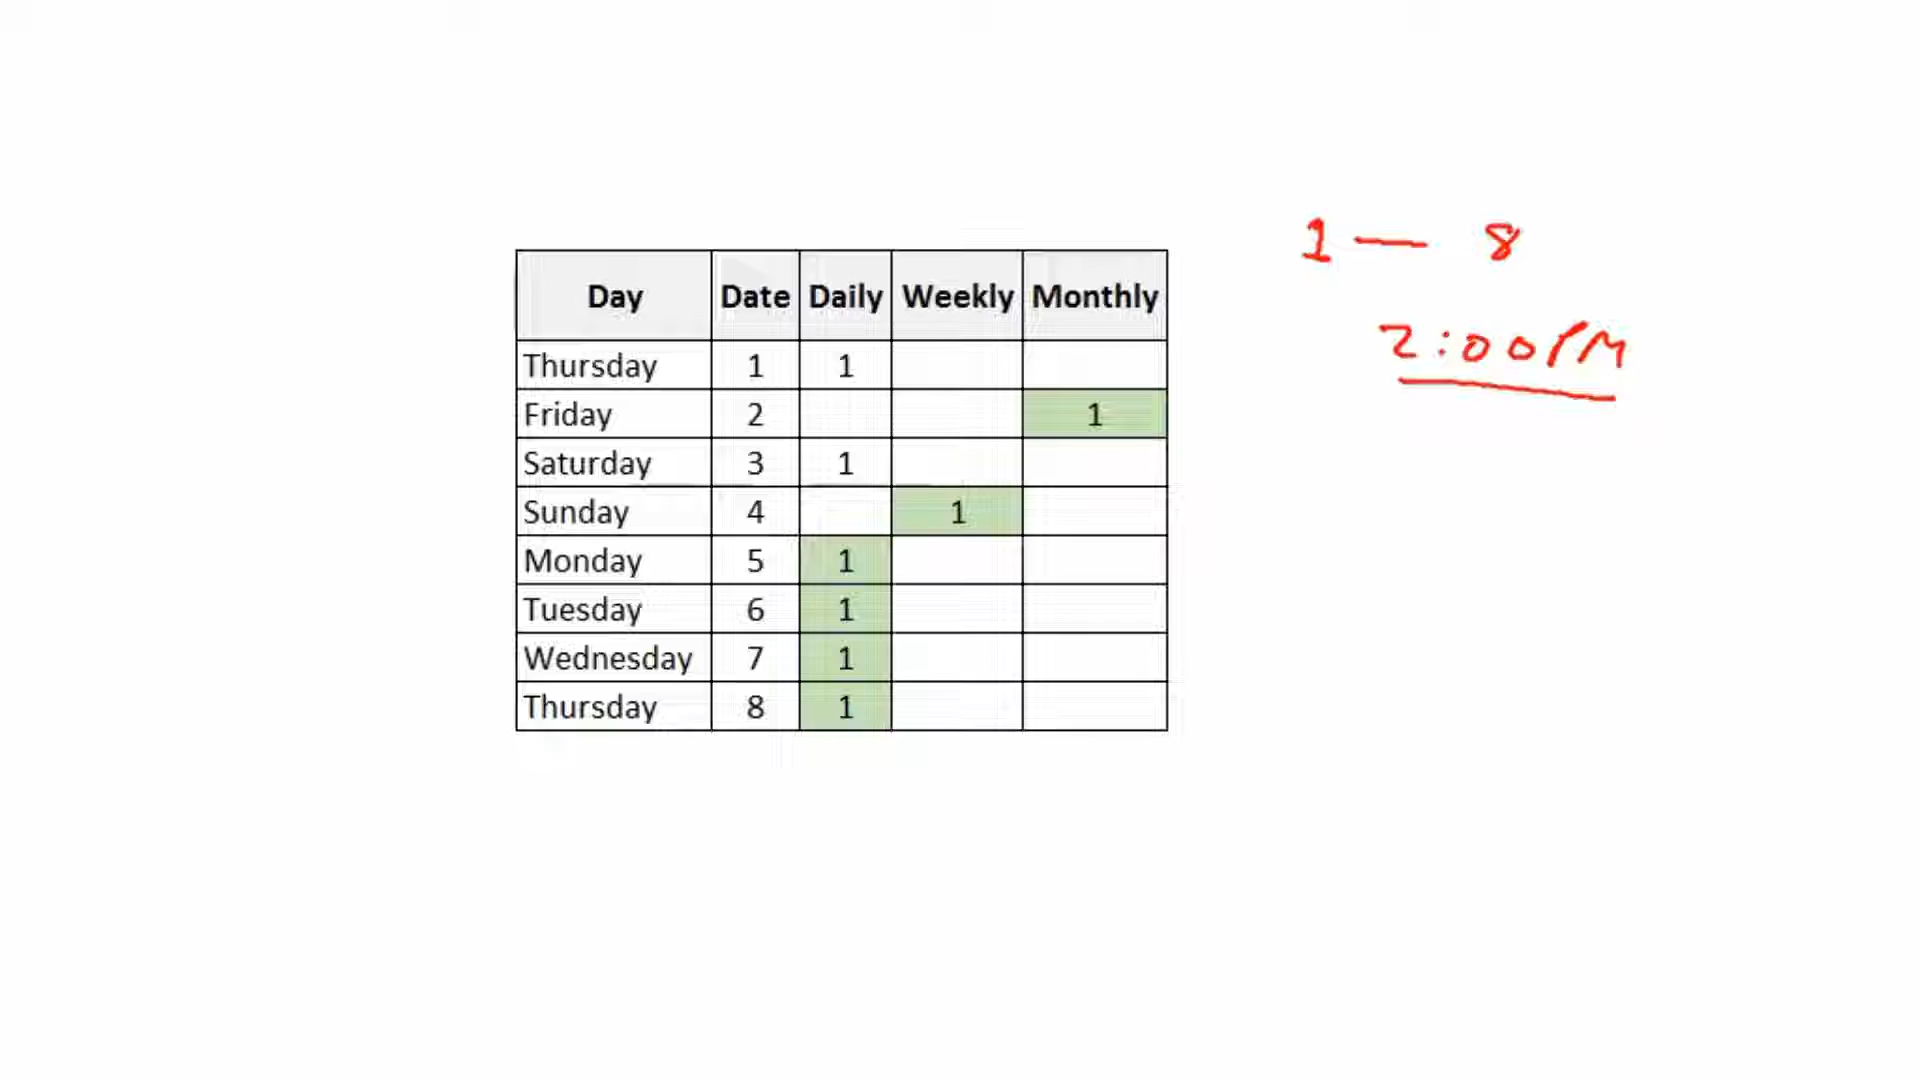 Day Date Daily Weekly Monthly
Thursday 1 1
Friday 2 1
Saturday 3 1
Sunday 4 1
Monday 5 1
Tuesday 6 1
Wednesday 7 1
Thursday 8 1
1 — 8
2:00PM